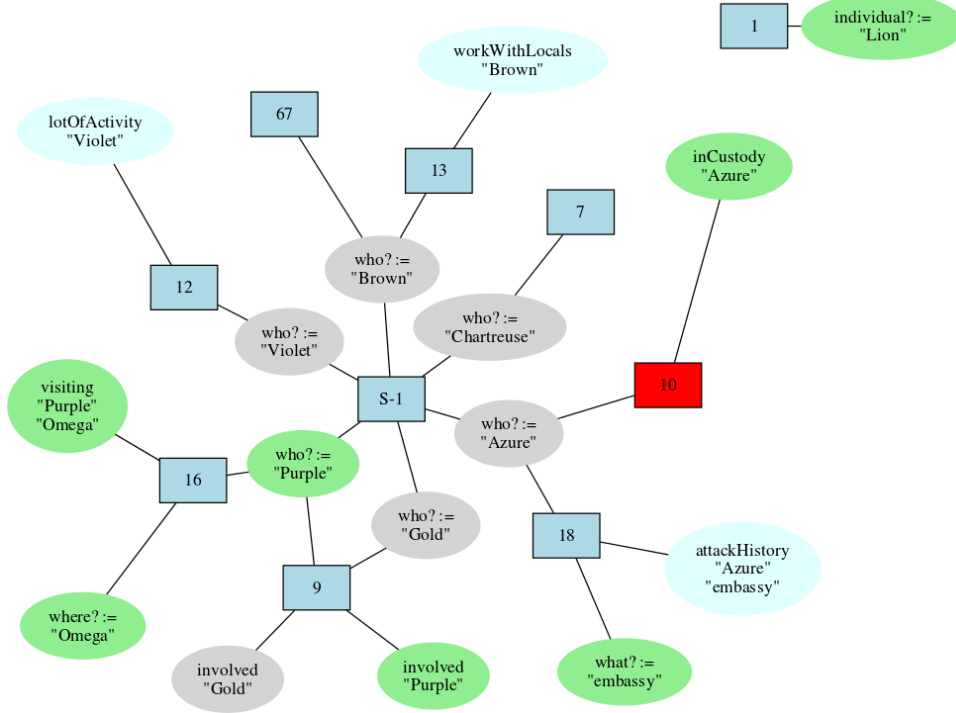 1
individual? :=
"Lion"
workWithLocals
"Brown"
67
lotOfActivity
"Violet"
13
inCustody
"Azure"
7
who? :=
"Brown"
12
who? :=
"Chartreuse"
who? :=
"Violet"
10
S-1
visiting
"Purple"
"Omega"
who? :=
"Azure"
who? :=
"Purple"
16
who? :=
"Gold"
18
attackHistory
"Azure"
"embassy"
9
where? :=
"Omega"
involved
"Gold"
involved
"Purple"
what? :=
"embassy"